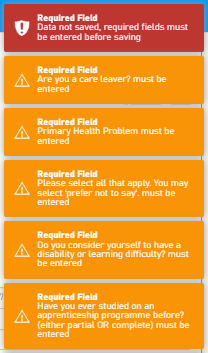 Required Field
Data not saved, required fields must
be entered before saving
Required Field
Are you a care leaver? must be
entered
Required Field
Primary Health Problem must be
entered
Required Field
Please select all that apply. You may
select 'prefer not to say'. must be
entered
Required Field
Do you consider yourself to have a
disability or learning difficulty? must
be entered
Required Field
Have you ever studied on an
apprenticeship programme before?
(either partial OR complete) must be
entered